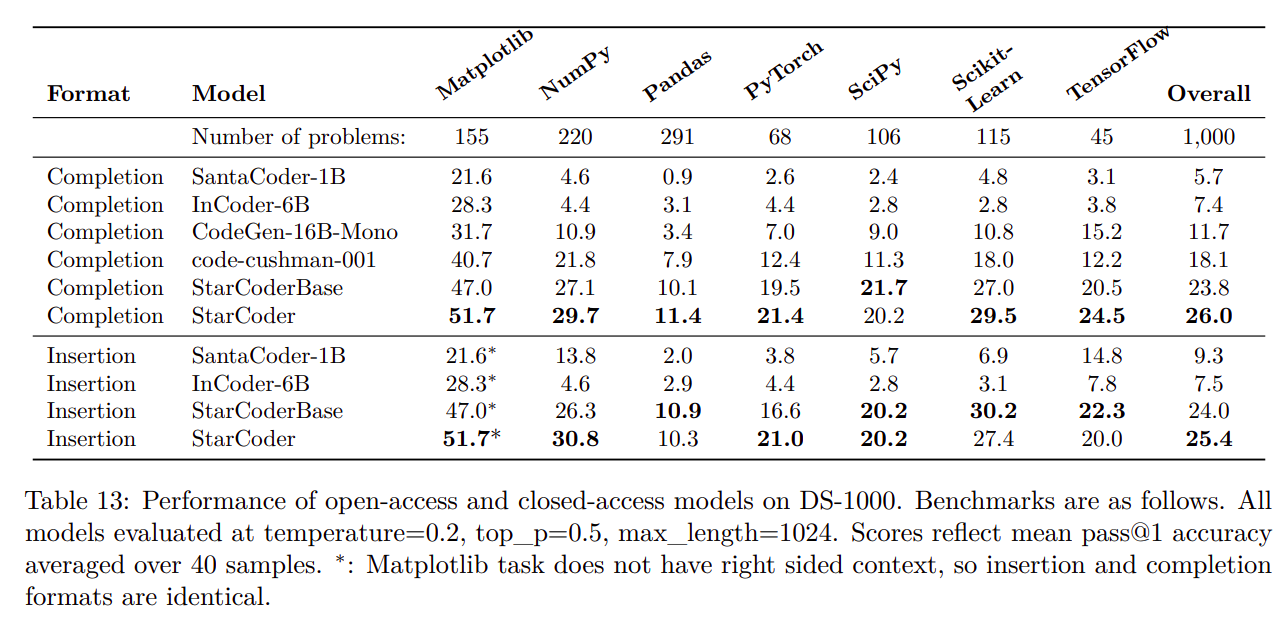 Format Model Matplotlib NumPy Pandas PyTorch SciPy Scikit-Learn TensorFlow Overall
Number of problems: 155 220 291 68 106 115 45 1,000
Completion SantaCoder-1B 21.6 4.6 0.9 2.6 2.4 4.8 3.1 5.7
Completion InCoder-6B 28.3 4.4 3.1 4.4 2.8 2.8 3.8 7.4
Completion CodeGen-16B-Mono 31.7 10.9 3.4 7.0 9.0 10.8 15.2 11.7
Completion code-cushman-001 40.7 21.8 7.9 12.4 11.3 18.0 12.2 18.1
Completion StarCoderBase 47.0 27.1 10.1 19.5 21.7 27.0 20.5 23.8
Completion StarCoder 51.7 29.7 11.4 21.4 20.2 29.5 24.5 26.0
Insertion SantaCoder-1B 21.6* 13.8 2.0 3.8 5.7 6.9 14.8 9.3
Insertion InCoder-6B 28.3* 4.6 2.9 4.4 2.8 3.1 7.8 7.5
Insertion StarCoderBase 47.0* 26.3 10.9 16.6 20.2 30.2 22.3 24.0
Insertion StarCoder 51.7* 30.8 10.3 21.0 20.2 27.4 20.0 25.4
Table 13: Performance of open-access and closed-access models on DS-1000. Benchmarks are as follows. All
models evaluated at temperature=0.2, top_p=0.5, max_length=1024. Scores reflect mean pass@1 accuracy
averaged over 40 samples. *: Matplotlib task does not have right sided context, so insertion and completion
formats are identical.